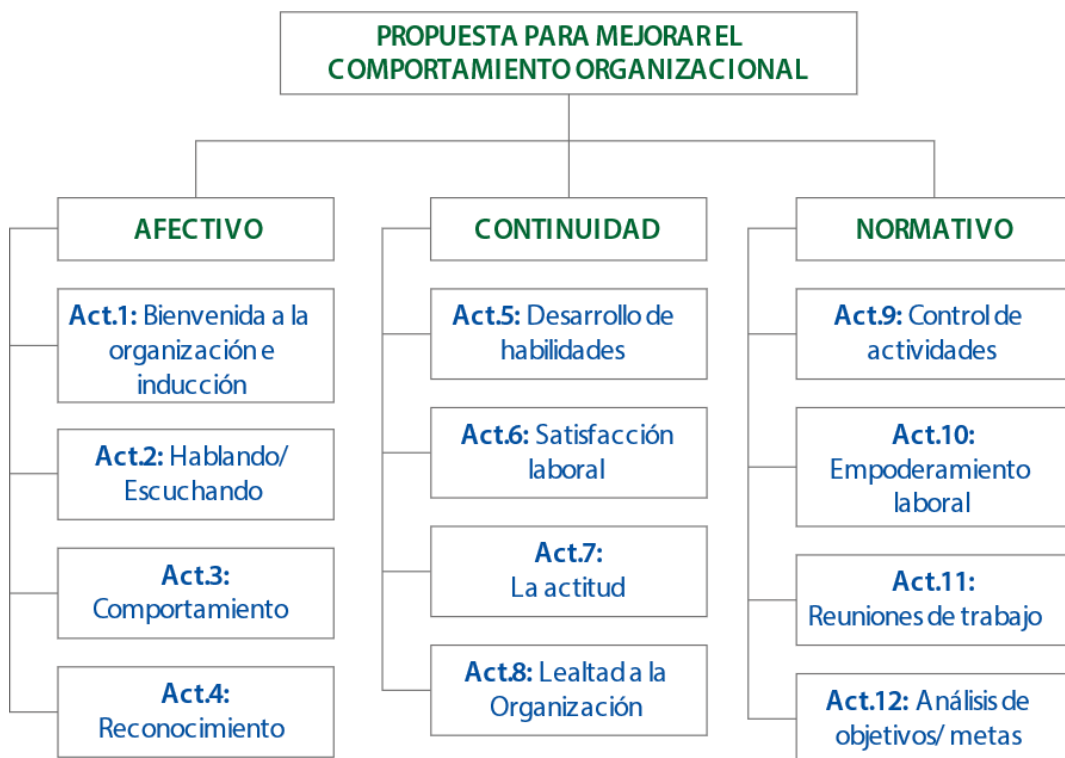 PROPUESTA PARA MEJORAR EL
COMPORTAMIENTO ORGANIZACIONAL
AFECTIVO
Act.1: Bienvenida a la
organización e
inducción
Act.2: Hablando/
Escuchando
Act.3:
Comportamiento
Act.4:
Reconocimiento
CONTINUIDAD
Act.5: Desarrollo de
habilidades
Act.6: Satisfacción
laboral
Act.7:
La actitud
Act.8: Lealtad a la
Organización
NORMATIVO
Act.9: Control de
actividades
Act.10:
Empoderamiento
laboral
Act.11:
Reuniones de trabajo
Act.12: Análisis de
objetivos/ metas